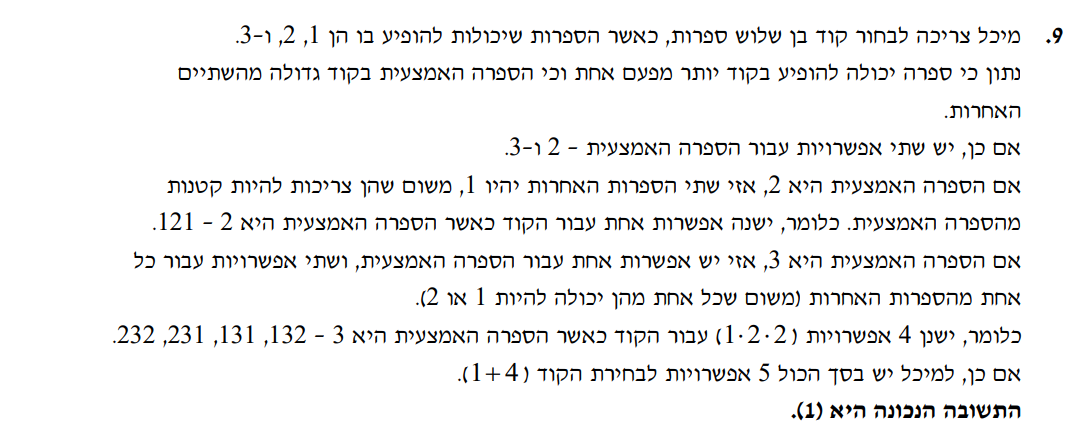 9. מיכל צריכה לבחור קוד בן שלוש ספרות, כאשר הספרות שיכולות להופיע בו הן 1, 2, ו-3.
נתון כי ספרה יכולה להופיע בקוד יותר מפעם אחת וכי הספרה האמצעית בקוד גדולה מהשתיים
האחרות.
אם כן, יש שתי אפשרויות עבור הספרה האמצעית - 2 ו-3.
אם הספרה האמצעית היא 2, אזי שתי הספרות האחרות יהיו 1, משום שהן צריכות להיות קטנות
מהספרה האמצעית. כלומר, ישנה אפשרות אחת עבור הקוד כאשר הספרה האמצעית היא 2 - 121.
אם הספרה האמצעית היא 3, אזי יש אפשרות אחת עבור הספרה האמצעית, ושתי אפשרויות עבור כל
אחת מהספרות האחרות (משום שכל אחת מהן יכולה להיות 1 או 2).
כלומר, ישנן 4 אפשרויות (1·2·2) עבור הקוד כאשר הספרה האמצעית היא 3 - 132, 131, 231, 232.
אם כן, למיכל יש בסך הכול 5 אפשרויות לבחירת הקוד (1+4).
התשובה הנכונה היא (1).